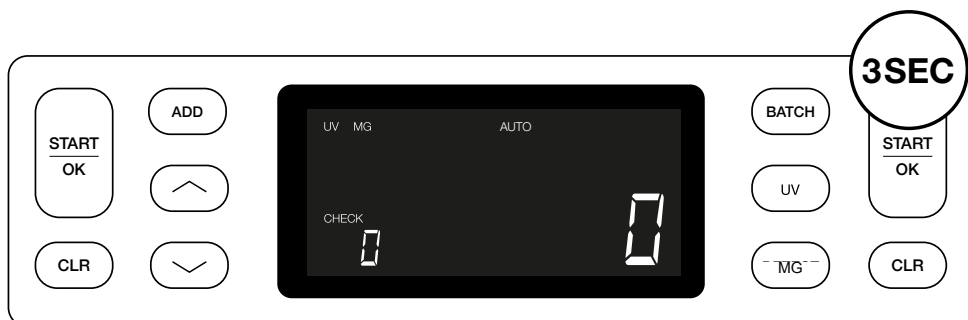 3SEC
START
OK
CLR
ADD
UV MG AUTO
CHECK
0 0
BATCH
UV
MG
START
OK
CLR